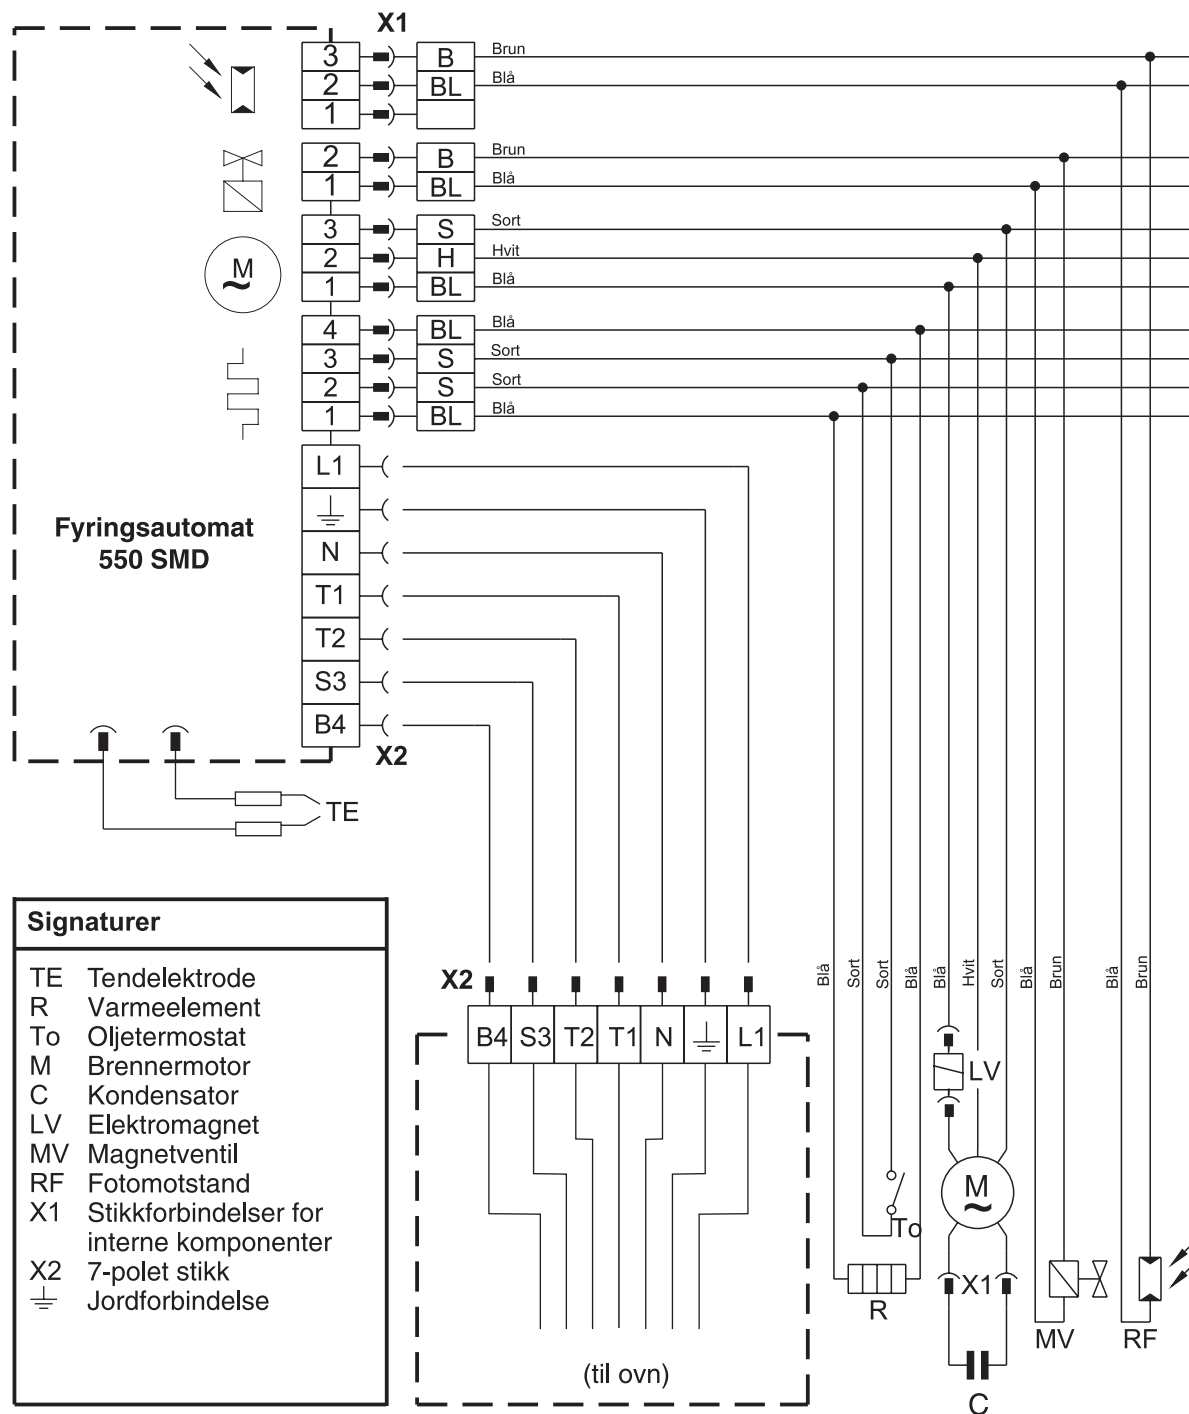 X1
3 B Brun
2 BL Blå
1
2 B Brun
1 BL Blå
3 S Sort
2 H Hvit
1 BL Blå
M
~
4 BL Blå
3 S Sort
2 S Sort
1 BL Blå
L1
Fyringsautomat
550 SMD
N
T1
T2
S3
B4
X2
TE
Signaturer
TE Tendelektrode
R Varmeelement
To Oljetermostat
M Brennermotor
C Kondensator
LV Elektromagnet
MV Magnetventil
RF Fotomotstand
X1 Stikkforbindelser for
interne komponenter
X2 7-polet stikk
Jordforbindelse
X2
B4 S3 T2 T1 N L1
(til ovn)
Blå Sort Sort Blå Blå Hvit Sort Blå Brun Blå Brun
LV
M
~
To
R
X1
MV
RF
C